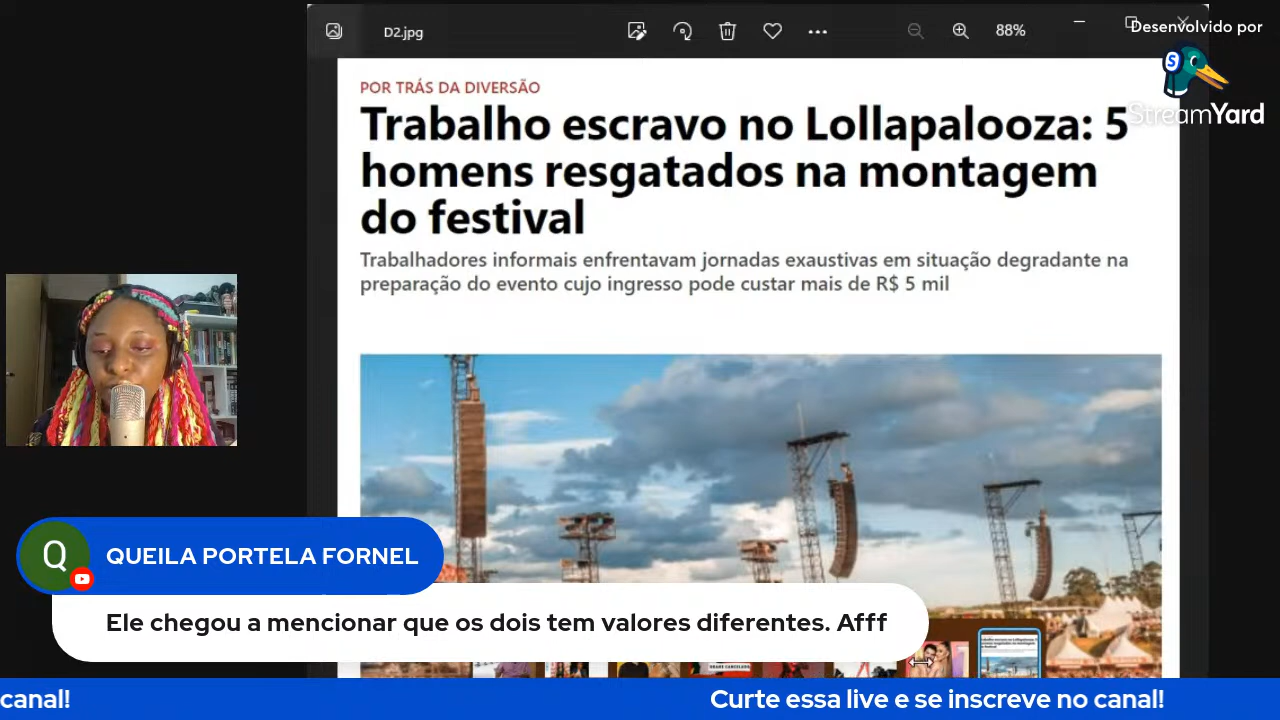 D2.jpg
88%
Desenvolvido por
S
StreamYard
POR TRÁS DA DIVERSÃO
Trabalho escravo no Lollapalooza: 5
homens resgatados na montagem
do festival
Trabalhadores informais enfrentavam jornadas exaustivas em situação degradante na
preparação do evento cujo ingresso pode custar mais de R$ 5 mil
Q
QUEILA PORTELA FORNEL
Ele chegou a mencionar que os dois tem valores diferentes. Afff
canal!
Curte essa live e se inscreve no canal!